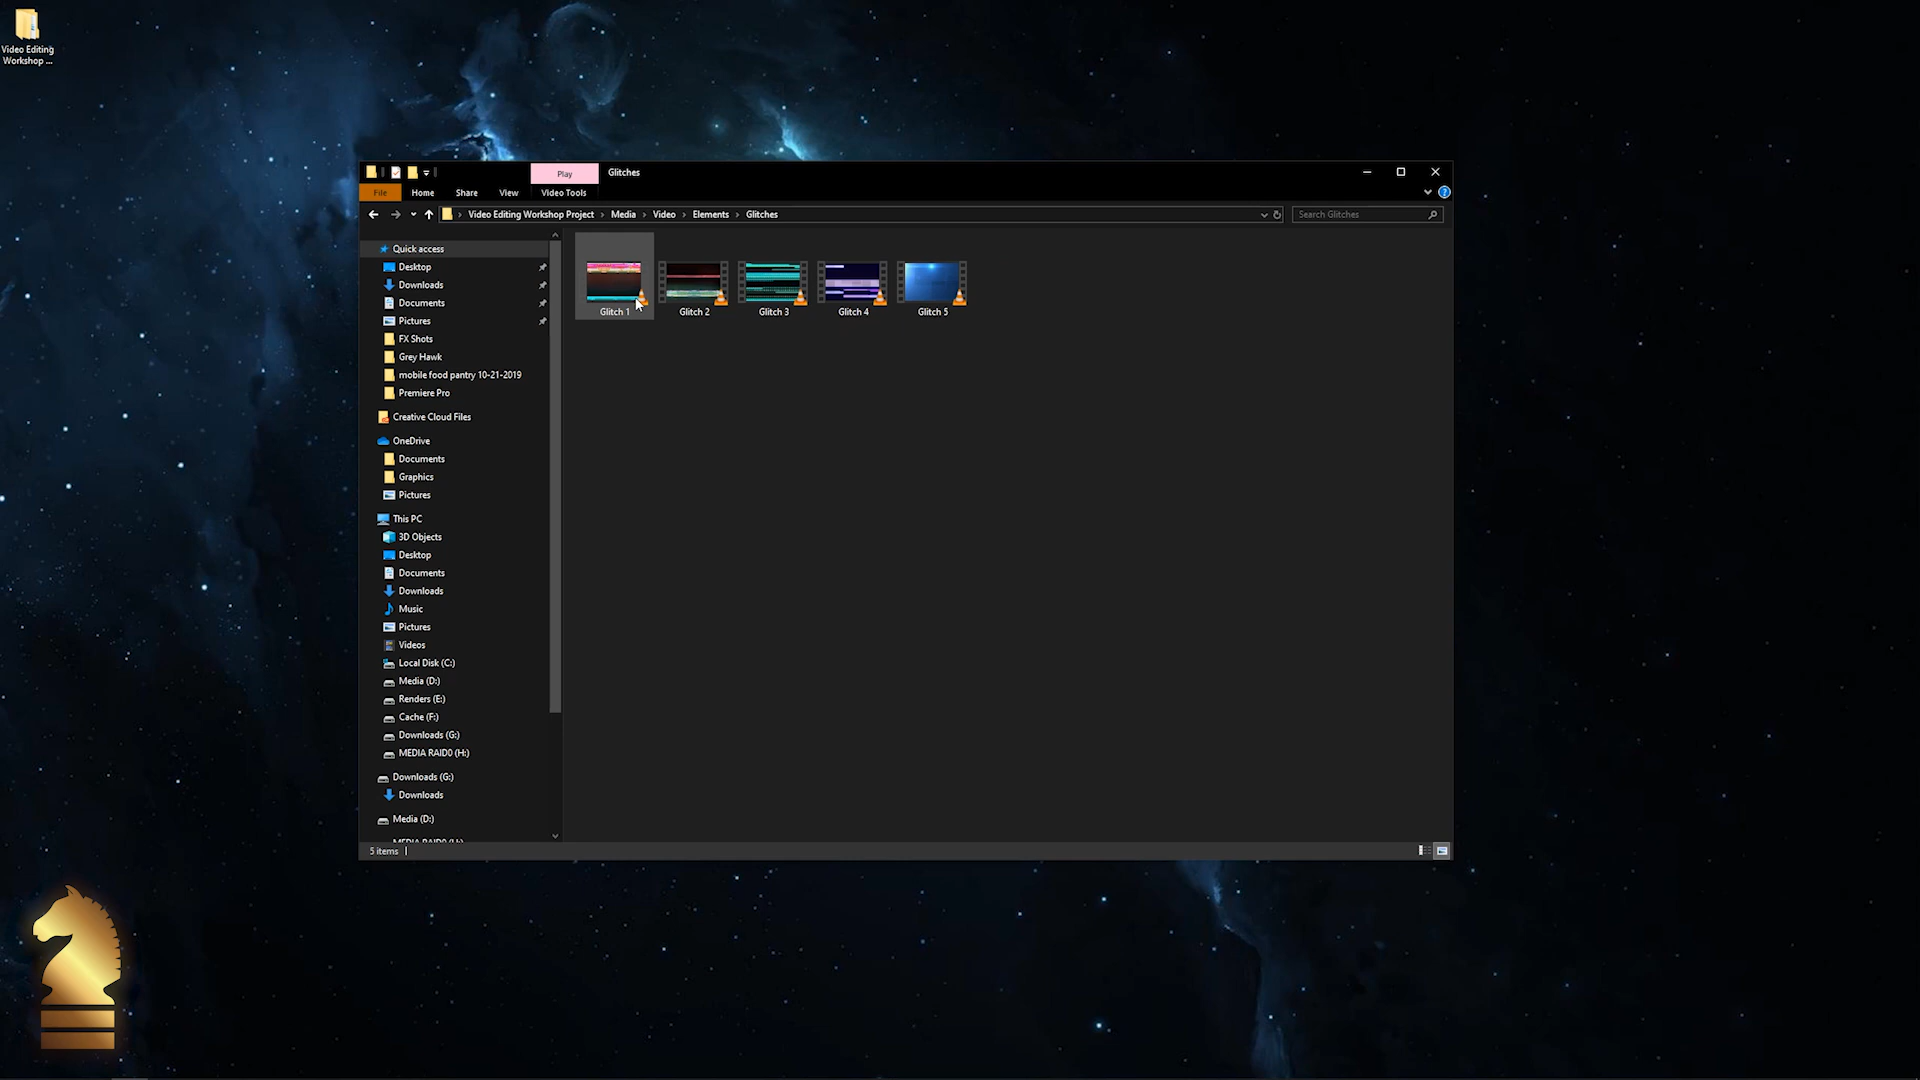 Video Editing
Workshop ...
Play
Glitches
File
Home
Share
View
Video Tools
Video Editing Workshop Project
Media
Video
Elements
Glitches
Search Glitches
Quick access
Desktop
Downloads
Documents
Pictures
FX Shots
Grey Hawk
mobile food pantry 10-21-2019
Premiere Pro
Creative Cloud Files
OneDrive
Documents
Graphics
Pictures
This PC
3D Objects
Desktop
Documents
Downloads
Music
Pictures
Videos
Local Disk (C:)
Media (D:)
Renders (E:)
Cache (F:)
Downloads (G:)
MEDIA RAID0 (H:)
Downloads (G:)
Downloads
Media (D:)
Glitch 1
Glitch 2
Glitch 3
Glitch 4
Glitch 5
5 items